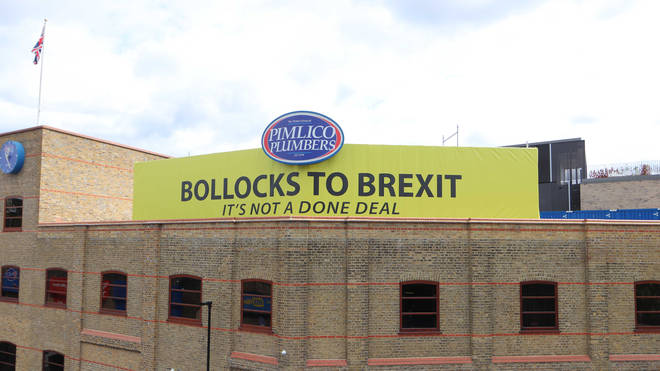 PIMLICO
PLUMBERS
BOLLOCKS TO BREXIT
IT'S NOT A DONE DEAL